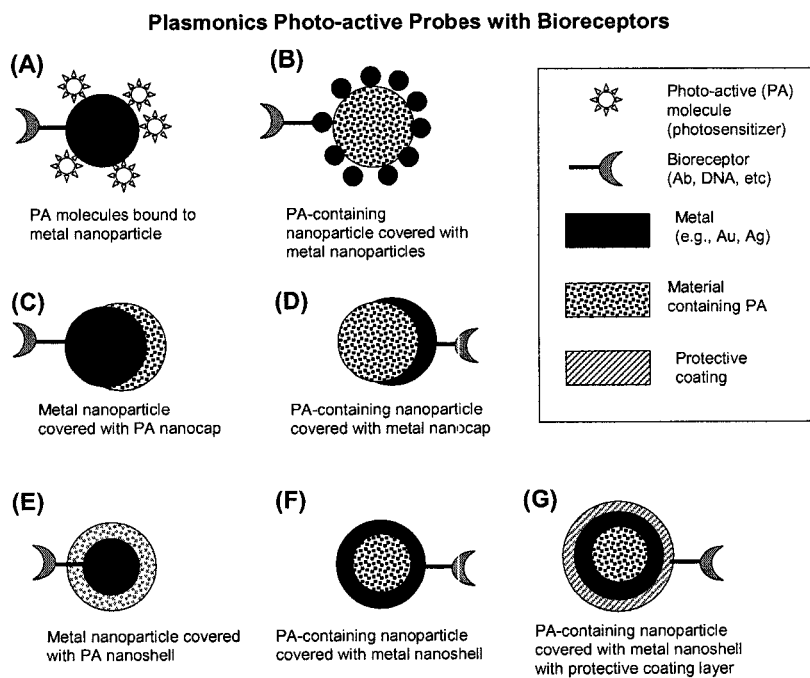 Plasmonics Photo-active Probes with Bioreceptors
(A)
PA molecules bound to
metal nanoparticle
(B)
PA-containing
nanoparticle covered with
metal nanoparticles
(C)
Metal nanoparticle
covered with PA nanocap
(D)
PA-containing nanoparticle
covered with metal nanocap
Photo-active (PA)
molecule
(photosensitizer)
Bioreceptor
(Ab, DNA, etc)
Metal
(e.g., Au, Ag)
Material
containing PA
Protective
coating
(E)
Metal nanoparticle covered
with PA nanoshell
(F)
PA-containing nanoparticle
covered with metal nanoshell
(G)
PA-containing nanoparticle
covered with metal nanoshell
with protective coating layer